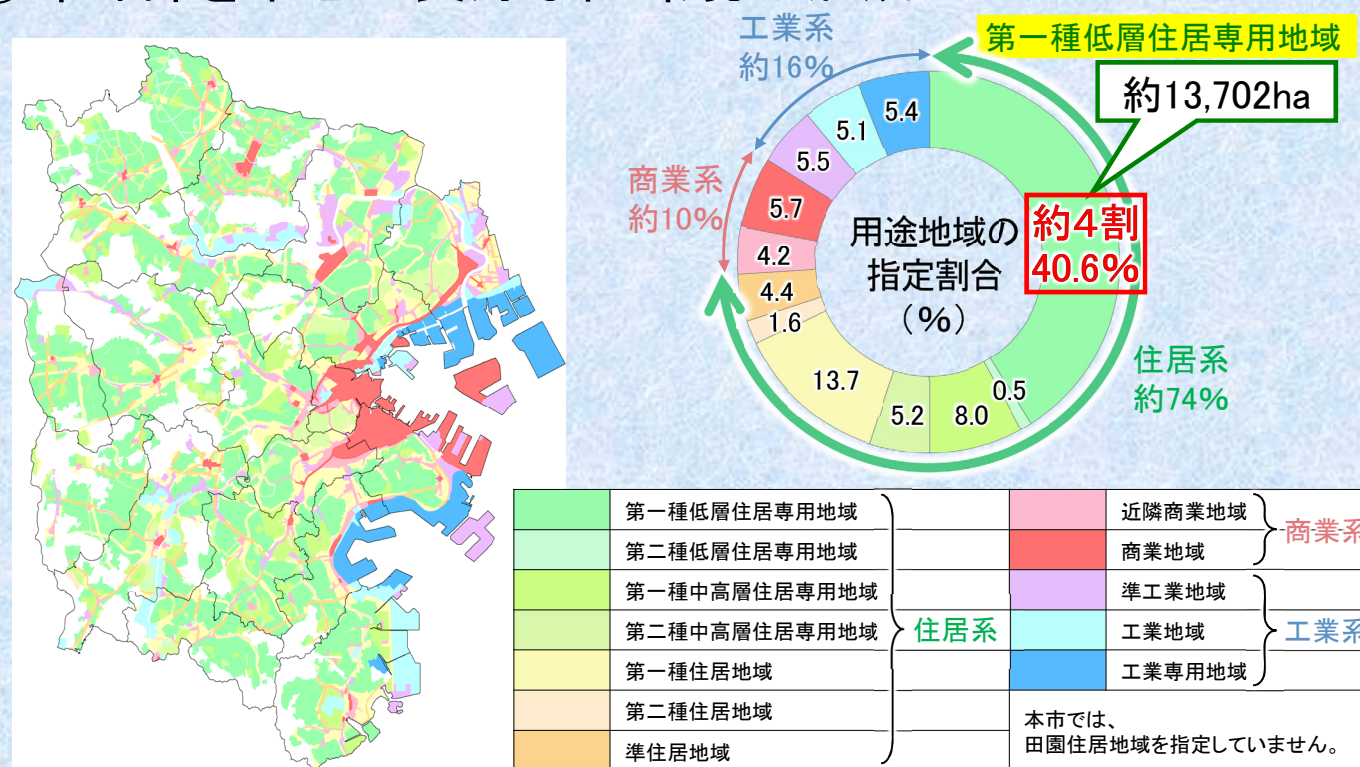 工業系
約16%
第一種低層住居専用地域
約13,702ha
商業系
約10%
5.4
5.1
5.5
5.7
4.2
4.4
1.6
13.7
5.2
8.0
0.5
用途地域の
指定割合
（%）
約4割
40.6%
住居系
約74%
第一種低層住居専用地域
第二種低層住居専用地域
第一種中高層住居専用地域
第二種中高層住居専用地域
第一種住居地域
第二種住居地域
準住居地域
住居系
近隣商業地域
商業地域
商業系
準工業地域
工業地域
工業専用地域
工業系
本市では、
田園住居地域を指定していません。